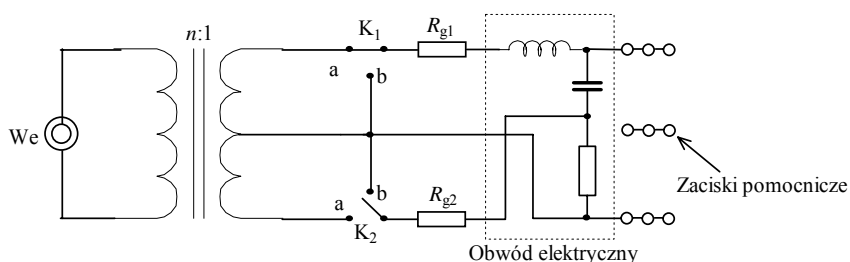 n:1
K1
Rg1
a
b
We
b
a
K2
Rg2
Zaciski pomocnicze
Obwód elektryczny